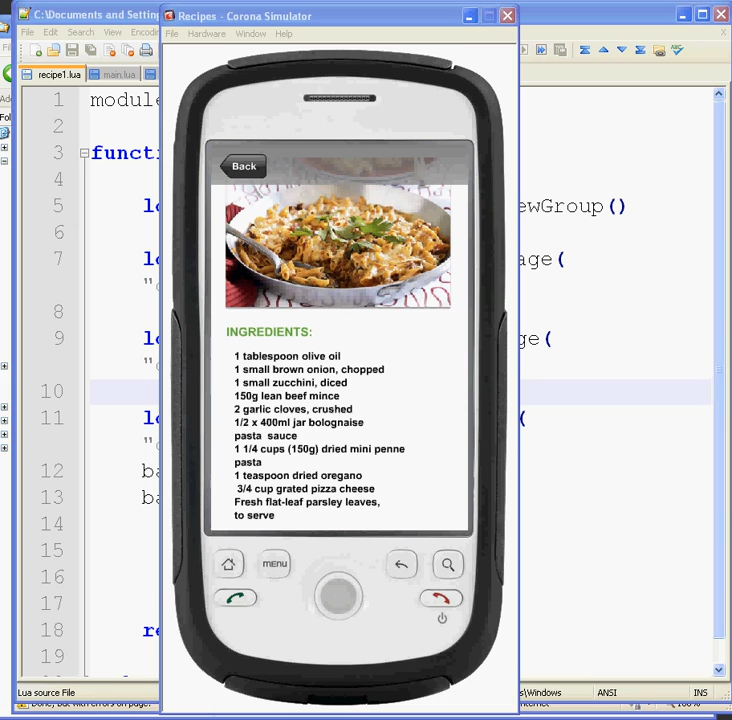 C:\Documents and Setting
Recipes - Corona Simulator
File Edit Search View Encodin
File Hardware Window Help
X
recipe1.lua
main.lua
Back
INGREDIENTS:
1 tablespoon olive oil
1 small brown onion, chopped
1 small zucchini, diced
150g lean beef mince
2 garlic cloves, crushed
1/2 x 400ml jar bolognaise
pasta sauce
1 1/4 cups (150g) dried mini penne
pasta
1 teaspoon dried oregano
3/4 cup grated pizza cheese
Fresh flat-leaf parsley leaves,
to serve
MENU
1 module
2
3 functi
4
5 lo ewGroup()
6
7 lo age(
"
8
9 lo ge(
"
10
11 lo (
"
12 ba
13 ba
14
15
16
17
18 re
19
Lua source File
s\Windows ANSI INS
Done, but with errors on page.
100%